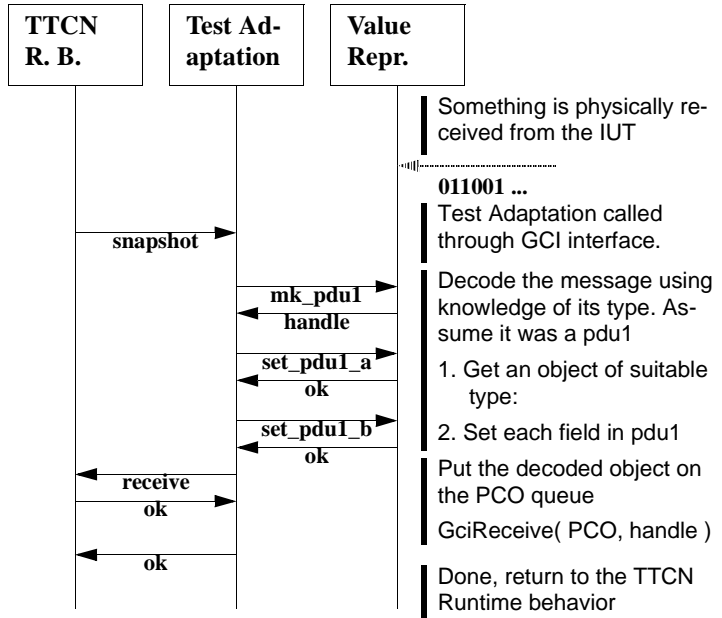 TTCN
R. B.
Test Ad-
aptation
Value
Repr.
Something is physically re-
ceived from the IUT
011001 ...
Test Adaptation called
through GCI interface.
snapshot
Decode the message using
knowledge of its type. As-
sume it was a pdu1
mk_pdu1
handle
1. Get an object of suitable
type:
set_pdu1_a
ok
2. Set each field in pdu1
set_pdu1_b
ok
Put the decoded object on
the PCO queue
receive
ok
GciReceive( PCO, handle )
ok
Done, return to the TTCN
Runtime behavior